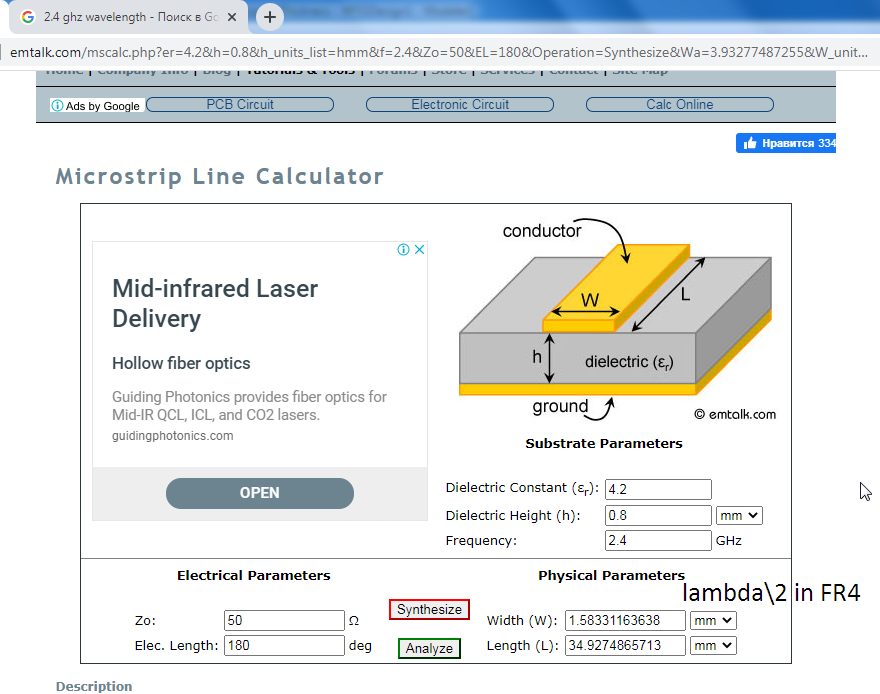 2.4 ghz wavelength - Поиск в Go
emtalk.com/mscalc.php?er=4.2&h=0.8&h_units_list=hmm&f=2.4&Zo=50&EL=180&Operation=Synthesize&Wa=3.93277487255&W_unit...
Home | Company Info | Blog | Tutorials & Tools | Forums | Store | Services | Contact | Site Map
Ads by Google PCB Circuit Electronic Circuit Calc Online
Нравится 334
Microstrip Line Calculator
Mid-infrared Laser
Delivery
Hollow fiber optics
Guiding Photonics provides fiber optics for
Mid-IR QCL, ICL, and CO2 lasers.
guidingphotonics.com
OPEN
conductor
W
L
h
dielectric (εr)
ground
© emtalk.com
Substrate Parameters
Dielectric Constant (εr): 4.2
Dielectric Height (h): 0.8 mm
Frequency: 2.4 GHz
Electrical Parameters
Zo: 50 Ω
Elec. Length: 180 deg
Synthesize
Analyze
Physical Parameters
lambda\2 in FR4
Width (W): 1.58331163638 mm
Length (L): 34.9274865713 mm
Description